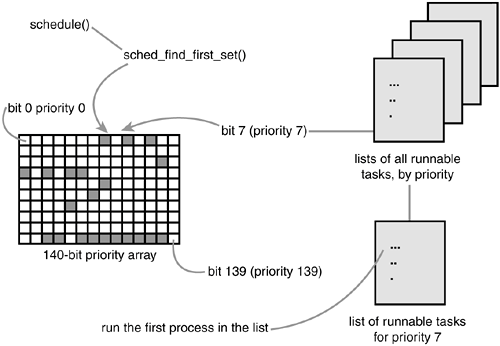 schedule()
sched_find_first_set()
bit 0 priority 0
bit 7 (priority 7)
lists of all runnable
tasks, by priority
140-bit priority array
bit 139 (priority 139)
run the first process in the list
list of runnable tasks
for priority 7